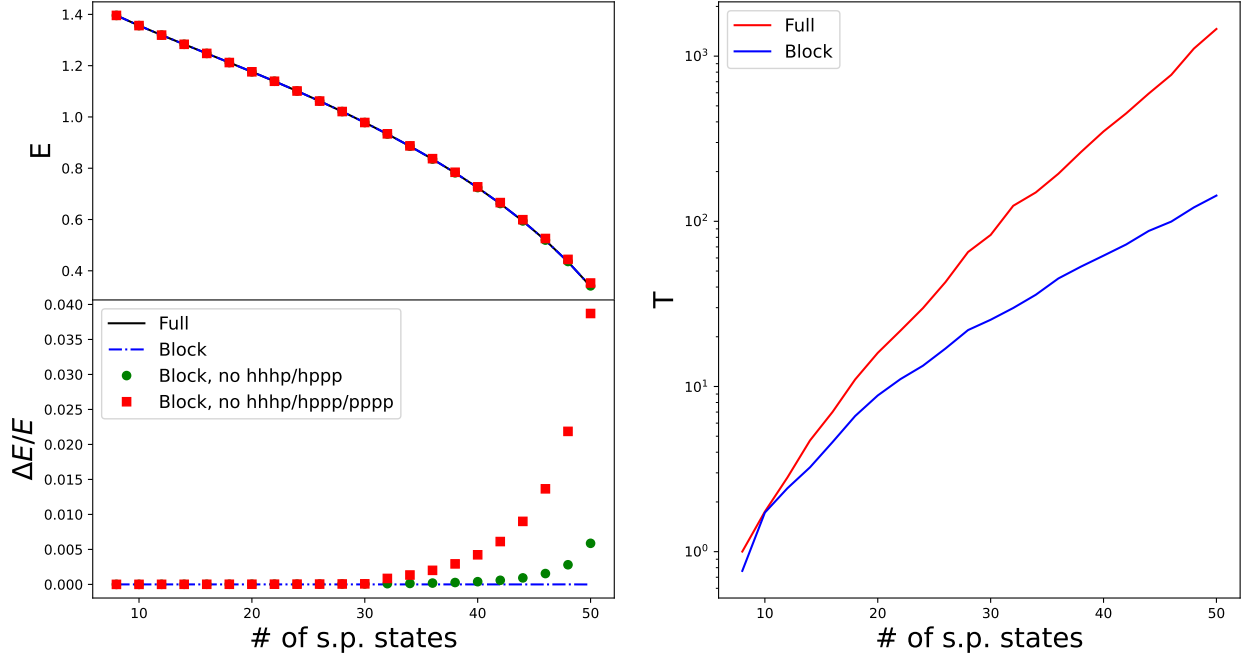 1.4
1.2
1.0
0.8
0.6
0.4
E
0.040
0.035
0.030
0.025
0.020
0.015
0.010
0.005
0.000
ΔE/E
Full
Block
Block, no hhhp/hppp
Block, no hhhp/hppp/pppp
10 20 30 40 50
# of s.p. states
Full
Block
10³
10²
10¹
10⁰
T
10 20 30 40 50
# of s.p. states